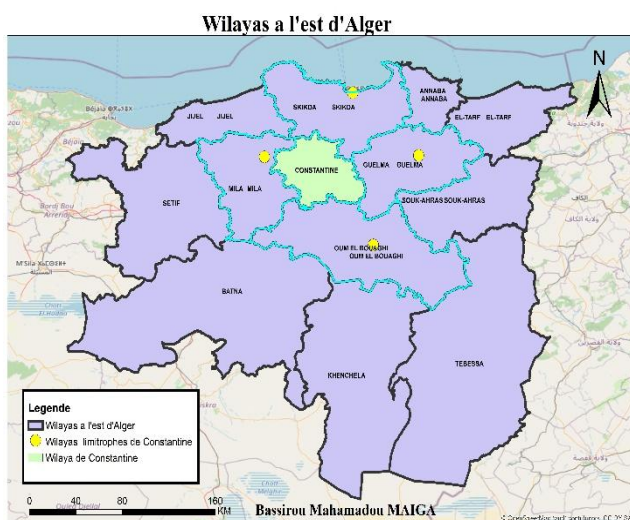 Wilayas a l'est d'Alger
N
ANNABA
ANNABA
SKIKDA SKIKDA
JIJEL JIJEL
EL-TARF EL-TARF
CONSTANTINE
GUELMA GUELMA
MILA MILA
SETIF
SOUK-AHRAS SOUK-AHRAS
OUM EL BOUAGHI
OUM EL BOUAGHI
BATNA
KHENCHELA
TEBESSA
M'Sila
Legende
Wilayas a l'est d'Alger
Wilayas limitrophes de Constantine
Wilaya de Constantine
0 40 80 160
KM
Bassirou Mahamadou MAIGA